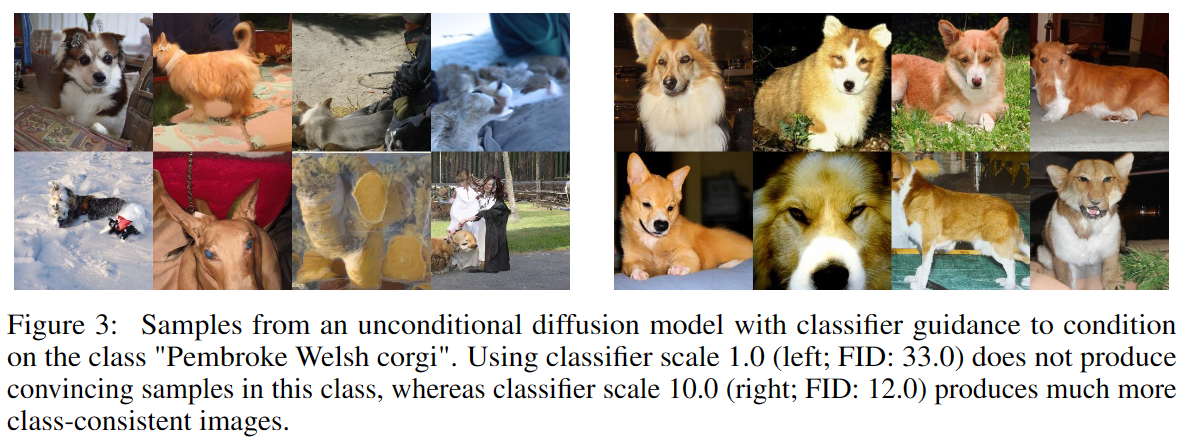 Figure 3: Samples from an unconditional diffusion model with classifier guidance to condition
on the class "Pembroke Welsh corgi". Using classifier scale 1.0 (left; FID: 33.0) does not produce
convincing samples in this class, whereas classifier scale 10.0 (right; FID: 12.0) produces much more
class-consistent images.